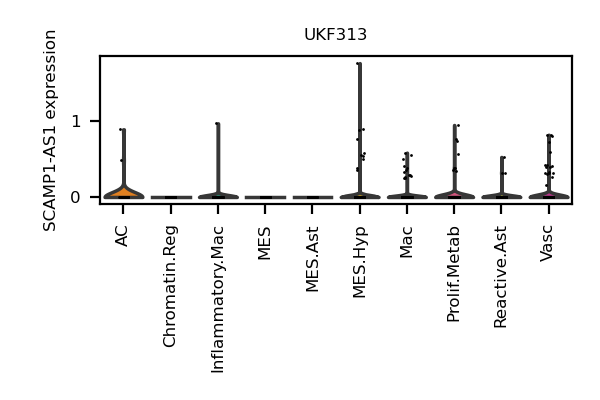 UKF313
SCAMP1-AS1 expression
1
0
AC
Chromatin.Reg
Inflammatory.Mac
MES
MES.Ast
MES.Hyp
Mac
Prolif.Metab
Reactive.Ast
Vasc